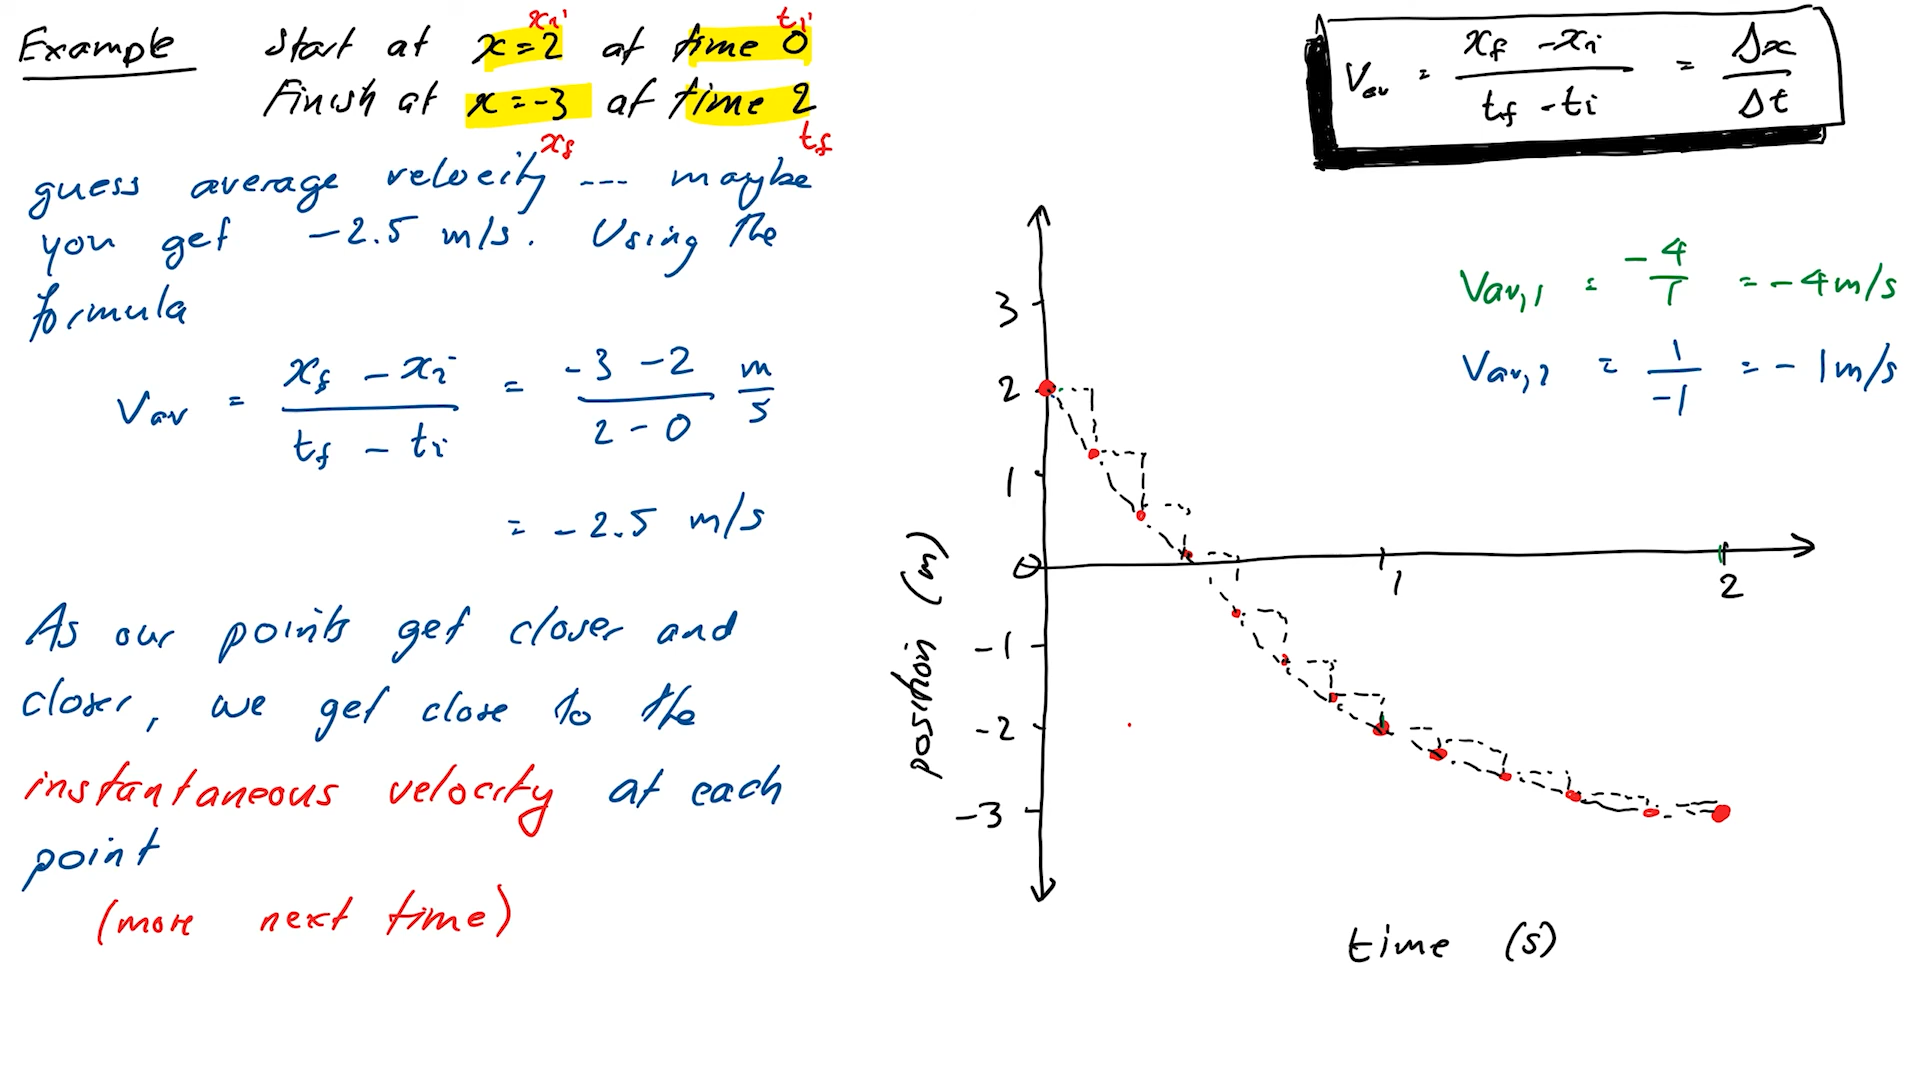 Example start at x = 2 at time 0
xi ti
Finish at x = -3 at time 2
xf tf
guess average velocity --- maybe
you get -2.5 m/s. Using the
formula
Vav = xf - xi / tf - ti = -3 - 2 / 2 - 0 m/s
= -2.5 m/s
As our points get closer and
closer, we get close to the
instantaneous velocity at each
point
(more next time)
Vav = xf - xi / tf - ti = Δx / Δt
Vav,1 = -4 / 1 = -4 m/s
Vav,2 = 1 / -1 = -1 m/s
3
2
1
0
-1
-2
-3
1
2
position (m)
time (s)